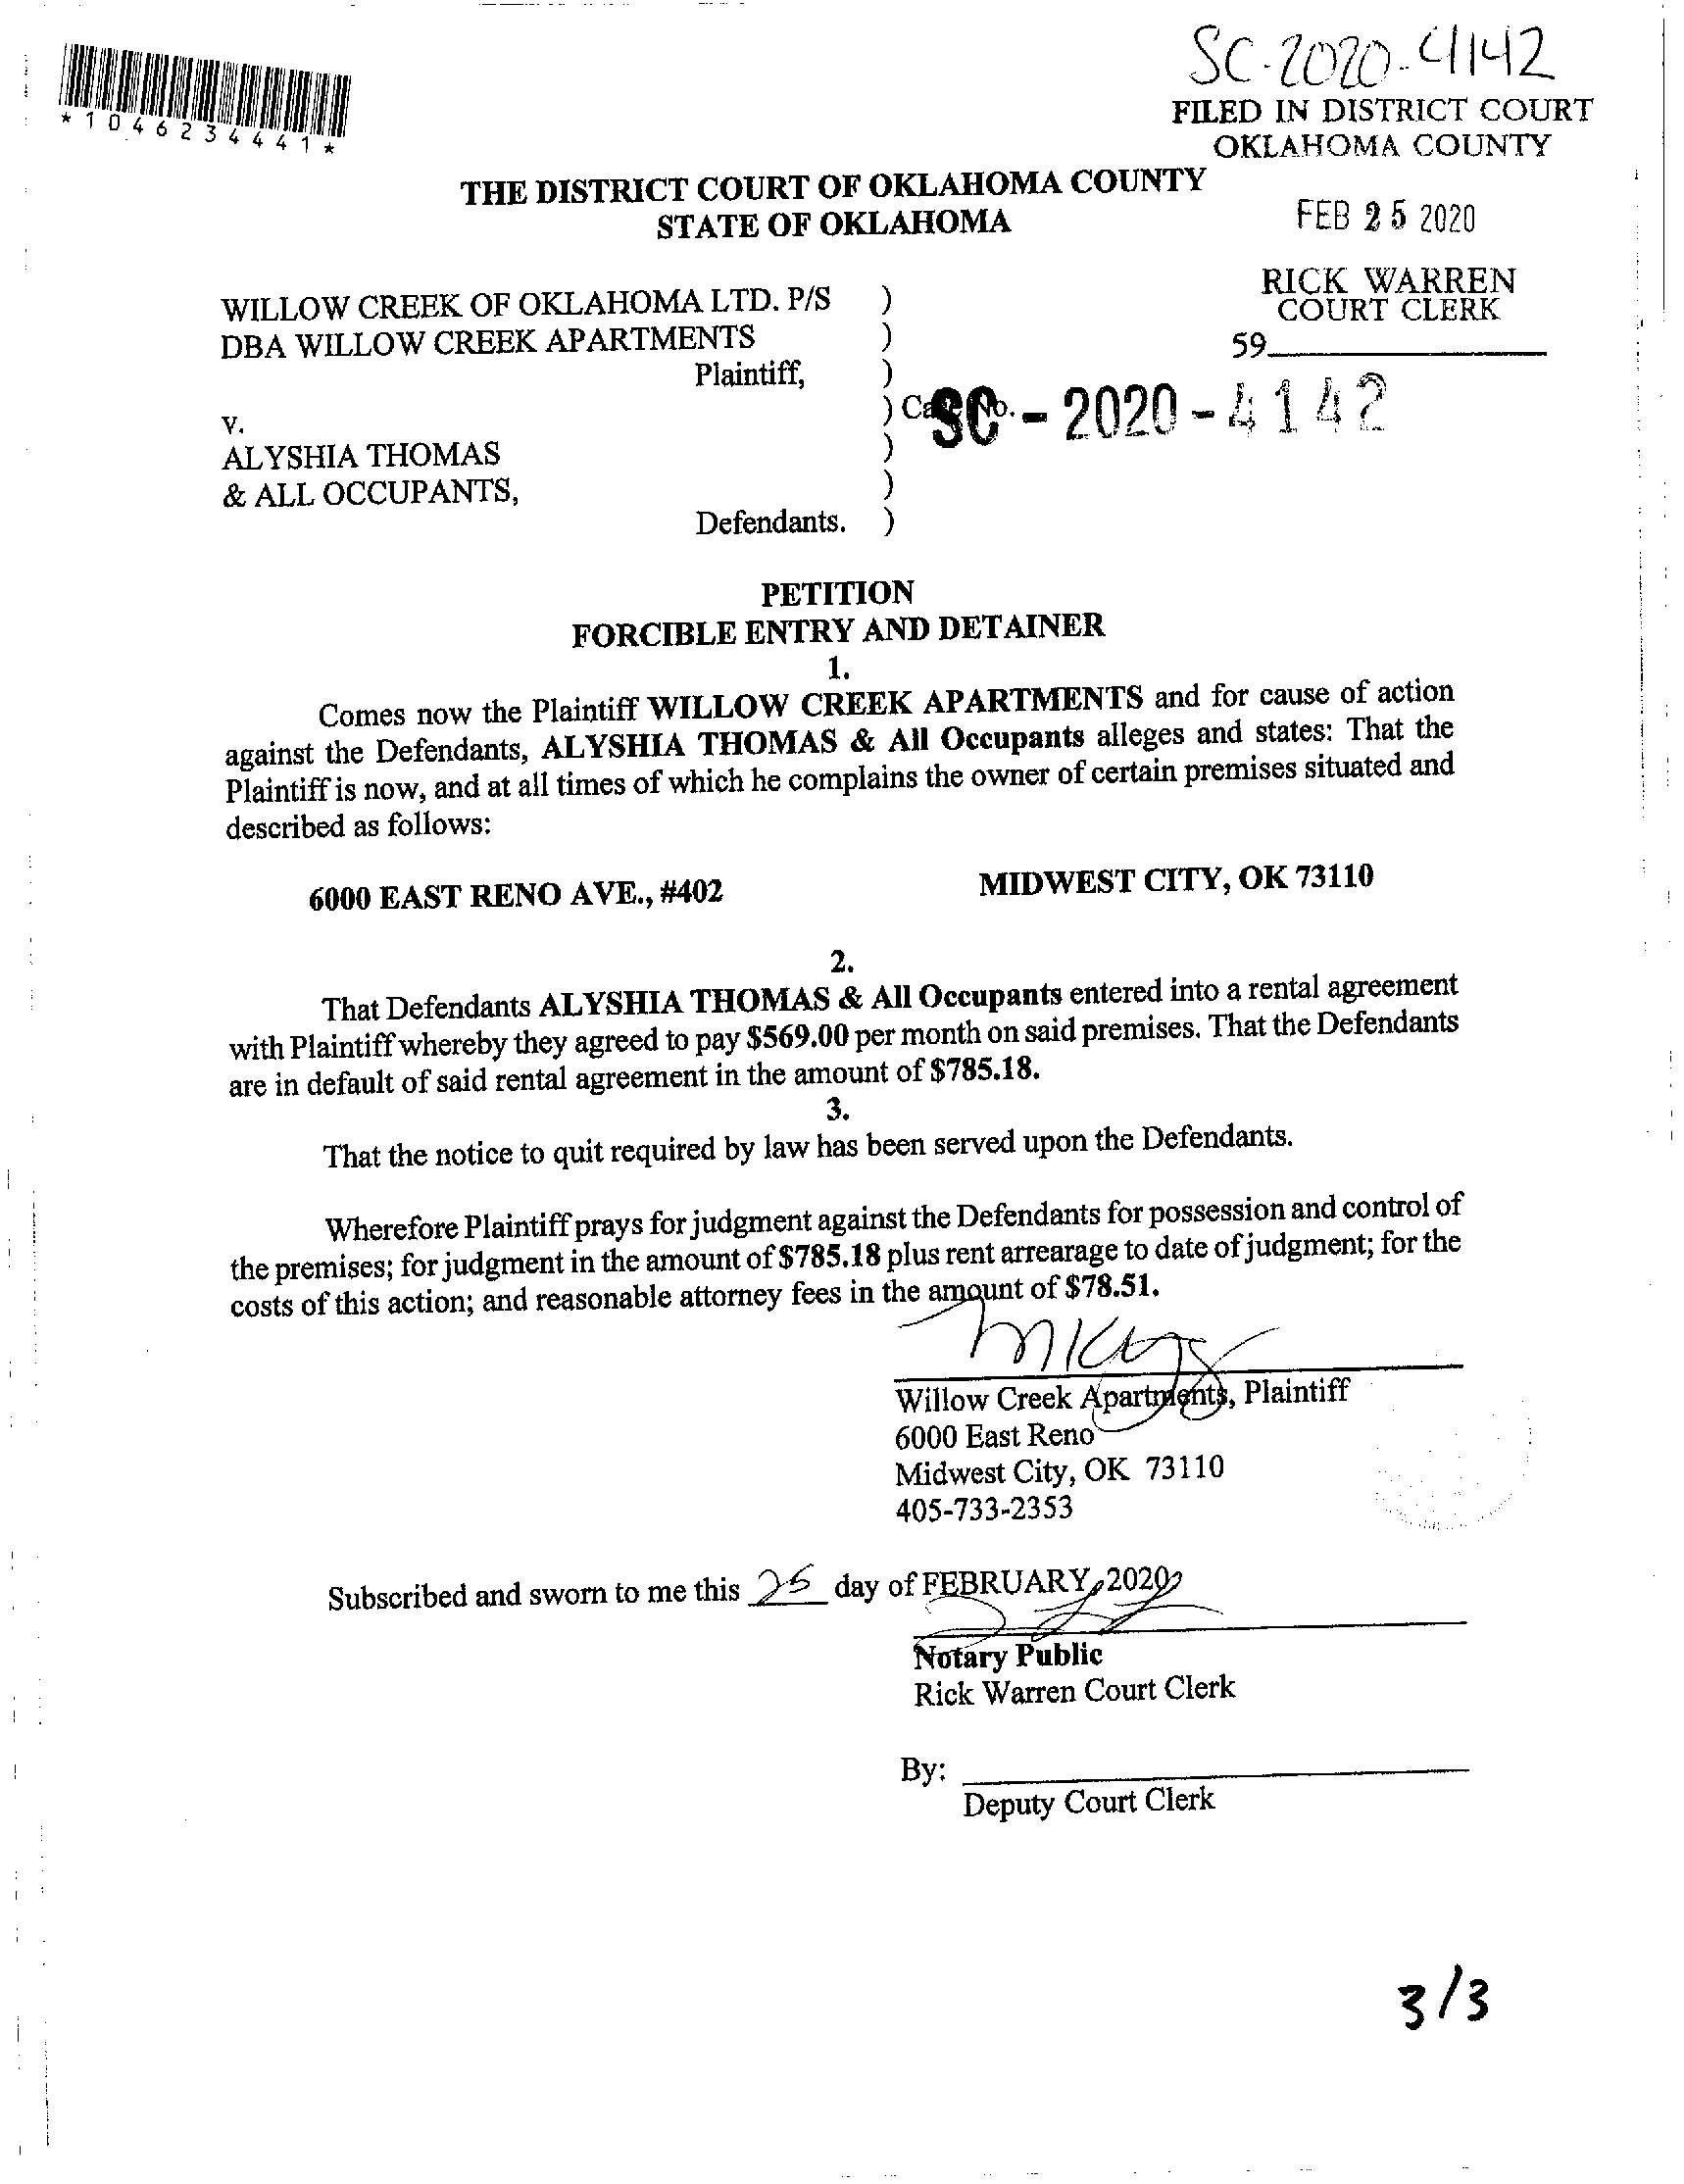 SC-2020-4142
*1046234441*
FILED IN DISTRICT COURT
OKLAHOMA COUNTY
THE DISTRICT COURT OF OKLAHOMA COUNTY
STATE OF OKLAHOMA
FEB 25 2020
RICK WARREN
COURT CLERK
59
WILLOW CREEK OF OKLAHOMA LTD. P/S )
DBA WILLOW CREEK APARTMENTS )
Plaintiff, )
) Case No. SC - 2020 - 4142
v.
ALYSHIA THOMAS )
& ALL OCCUPANTS, )
Defendants. )
PETITION
FORCIBLE ENTRY AND DETAINER
1.
Comes now the Plaintiff WILLOW CREEK APARTMENTS and for cause of action
against the Defendants, ALYSHIA THOMAS & All Occupants alleges and states: That the
Plaintiff is now, and at all times of which he complains the owner of certain premises situated and
described as follows:
6000 EAST RENO AVE., #402 MIDWEST CITY, OK 73110
2.
That Defendants ALYSHIA THOMAS & All Occupants entered into a rental agreement
with Plaintiff whereby they agreed to pay $569.00 per month on said premises. That the Defendants
are in default of said rental agreement in the amount of $785.18.
3.
That the notice to quit required by law has been served upon the Defendants.
Wherefore Plaintiff prays for judgment against the Defendants for possession and control of
the premises; for judgment in the amount of $785.18 plus rent arrearage to date of judgment; for the
costs of this action; and reasonable attorney fees in the amount of $78.51.
Willow Creek Apartments, Plaintiff
6000 East Reno
Midwest City, OK 73110
405-733-2353
Subscribed and sworn to me this 25 day of FEBRUARY, 2020
Notary Public
Rick Warren Court Clerk
By:
Deputy Court Clerk
3/3